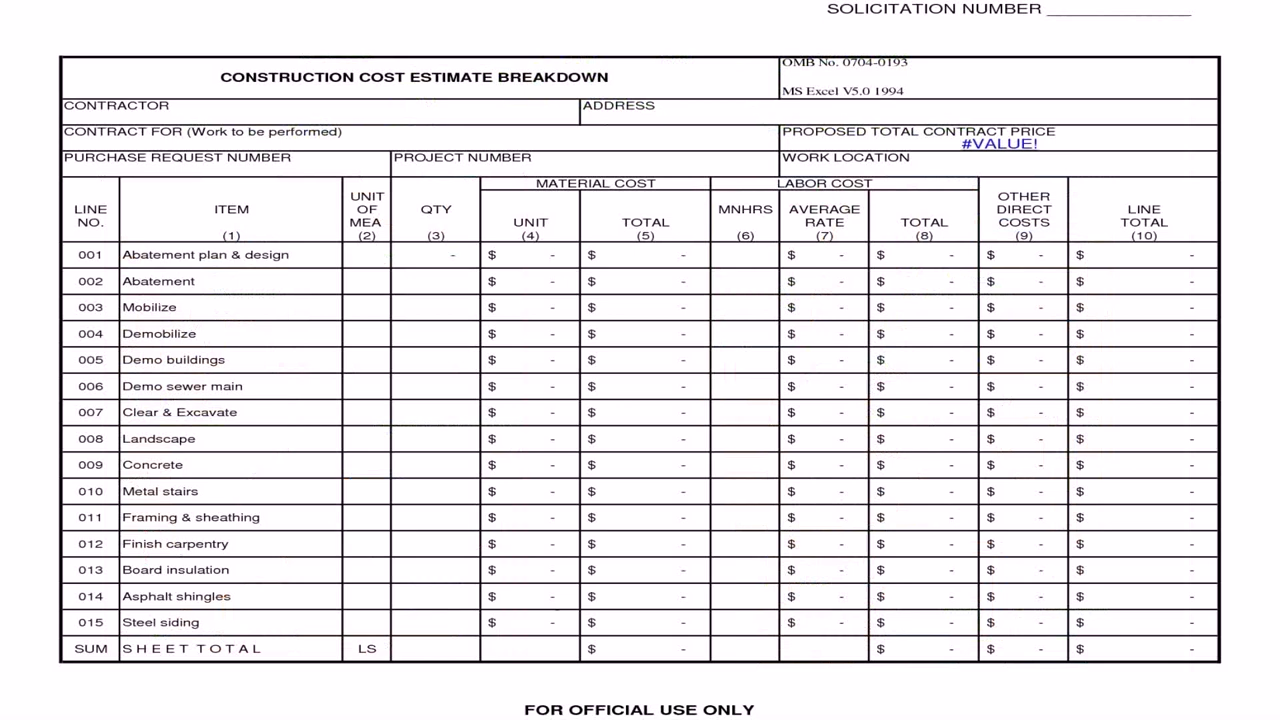 SOLICITATION NUMBER _______________
CONSTRUCTION COST ESTIMATE BREAKDOWN
OMB No. 0704-0193
MS Excel V5.0 1994
CONTRACTOR ADDRESS
CONTRACT FOR (Work to be performed) PROPOSED TOTAL CONTRACT PRICE
#VALUE!
PURCHASE REQUEST NUMBER PROJECT NUMBER WORK LOCATION
MATERIAL COST LABOR COST
LINE NO. ITEM (1) UNIT OF MEA (2) QTY (3) UNIT (4) TOTAL (5) MNHRS (6) AVERAGE RATE (7) TOTAL (8) OTHER DIRECT COSTS (9) LINE TOTAL (10)
001 Abatement plan & design - $ - $ - $ - $ - $ - $ -
002 Abatement $ - $ - $ - $ - $ - $ -
003 Mobilize $ - $ - $ - $ - $ - $ -
004 Demobilize $ - $ - $ - $ - $ - $ -
005 Demo buildings $ - $ - $ - $ - $ - $ -
006 Demo sewer main $ - $ - $ - $ - $ - $ -
007 Clear & Excavate $ - $ - $ - $ - $ - $ -
008 Landscape $ - $ - $ - $ - $ - $ -
009 Concrete $ - $ - $ - $ - $ - $ -
010 Metal stairs $ - $ - $ - $ - $ - $ -
011 Framing & sheathing $ - $ - $ - $ - $ - $ -
012 Finish carpentry $ - $ - $ - $ - $ - $ -
013 Board insulation $ - $ - $ - $ - $ - $ -
014 Asphalt shingles $ - $ - $ - $ - $ - $ -
015 Steel siding $ - $ - $ - $ - $ - $ -
SUM S H E E T T O T A L LS $ - $ - $ - $ -
FOR OFFICIAL USE ONLY